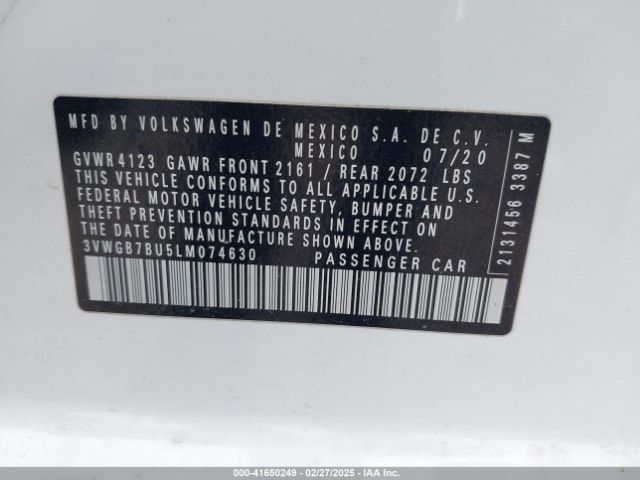 MFD BY VOLKSWAGEN DE MEXICO S.A. DE C.V.
MEXICO 07/20
GVWR 4123 GAWR FRONT 2161 / REAR 2072 LBS
THIS VEHICLE CONFORMS TO ALL APPLICABLE U.S.
FEDERAL MOTOR VEHICLE SAFETY, BUMPER AND
THEFT PREVENTION STANDARDS IN EFFECT ON
THE DATE OF MANUFACTURE SHOWN ABOVE.
3VWGB7BU5LM074630 PASSENGER CAR
2131456 3387 M
000-41650249 - 02/27/2025 - IAA Inc.